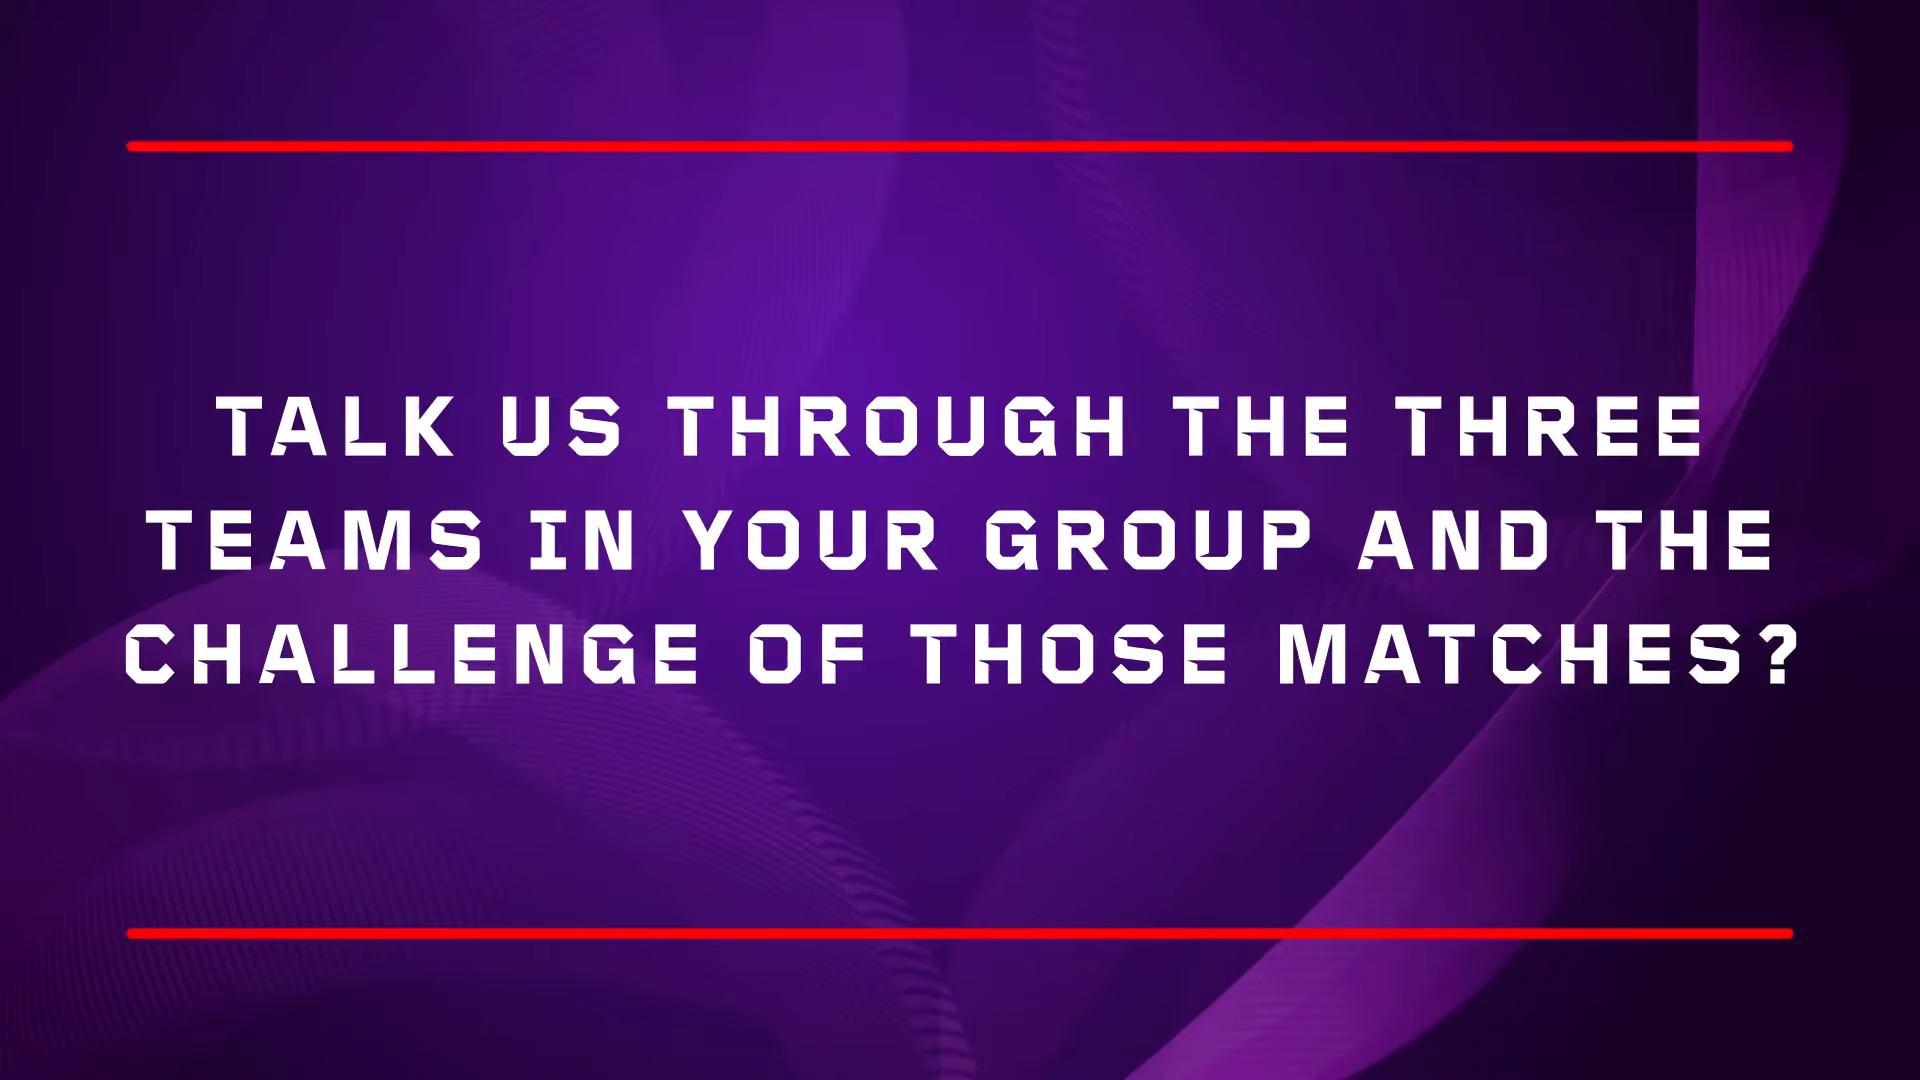 TALK US THROUGH THE THREE
TEAMS IN YOUR GROUP AND THE
CHALLENGE OF THOSE MATCHES?